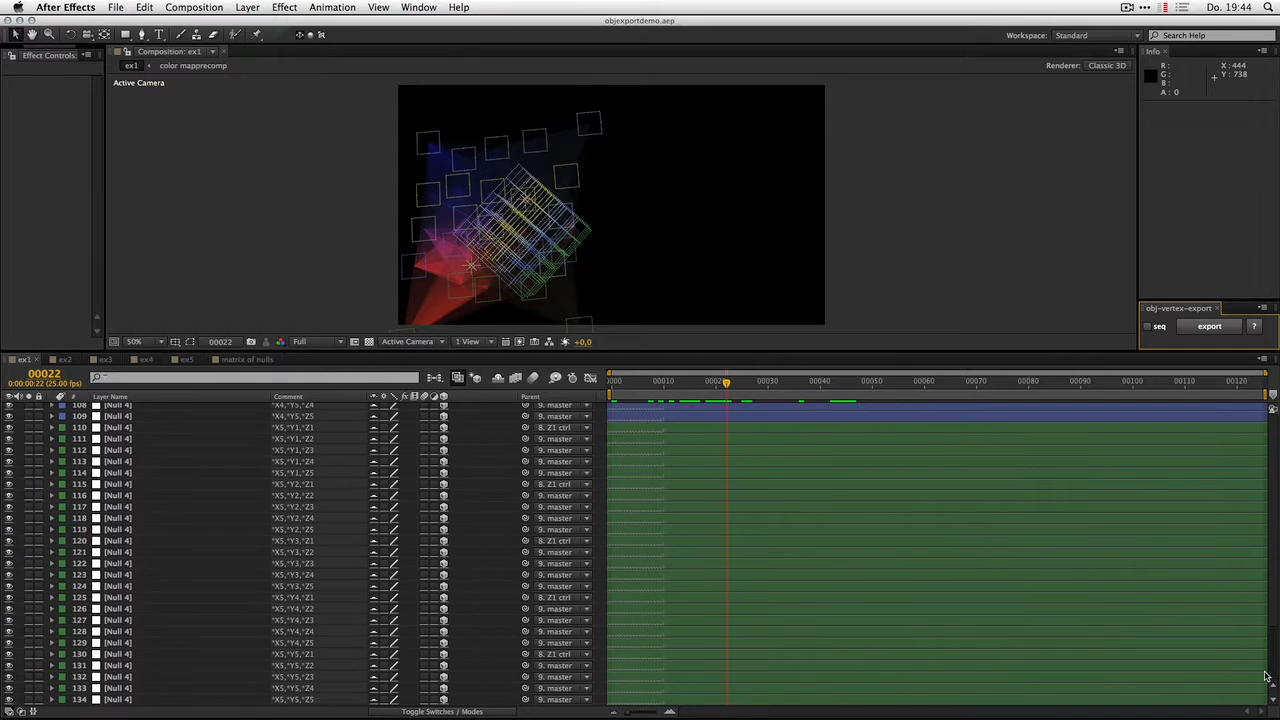 After Effects File Edit Composition Layer Effect Animation View Window Help Do. 19:44
objexportdemo.aep
Workspace: Standard Search Help
Effect Controls: Composition: ex1 Info
ex1 color mapprecomp Renderer: Classic 3D
R: X: 444
G: Y: 738
B:
A: 0
Active Camera
obj-vertex-export
seq export ?
50% 00022 Full Active Camera 1 View +0,0
ex1 ex2 ex3 ex4 ex5 matrix of nulls
00022
0:00:00:22 (25.00 fps)
00010 00030 00040 00050 00060 00070 00080 00090 00100 00110 00120
# Layer Name Comment Parent
108 [Null 4] *X4,*Y5,*Z4 9. master
109 [Null 4] *X4,*Y5,*Z5 9. master
110 [Null 4] *X5,*Y1,*Z1 8. Z1 ctrl
111 [Null 4] *X5,*Y1,*Z2 9. master
112 [Null 4] *X5,*Y1,*Z3 9. master
113 [Null 4] *X5,*Y1,*Z4 9. master
114 [Null 4] *X5,*Y1,*Z5 9. master
115 [Null 4] *X5,*Y2,*Z1 8. Z1 ctrl
116 [Null 4] *X5,*Y2,*Z2 9. master
117 [Null 4] *X5,*Y2,*Z3 9. master
118 [Null 4] *X5,*Y2,*Z4 9. master
119 [Null 4] *X5,*Y2,*Z5 9. master
120 [Null 4] *X5,*Y3,*Z1 8. Z1 ctrl
121 [Null 4] *X5,*Y3,*Z2 9. master
122 [Null 4] *X5,*Y3,*Z3 9. master
123 [Null 4] *X5,*Y3,*Z4 9. master
124 [Null 4] *X5,*Y3,*Z5 9. master
125 [Null 4] *X5,*Y4,*Z1 8. Z1 ctrl
126 [Null 4] *X5,*Y4,*Z2 9. master
127 [Null 4] *X5,*Y4,*Z3 9. master
128 [Null 4] *X5,*Y4,*Z4 9. master
129 [Null 4] *X5,*Y4,*Z5 9. master
130 [Null 4] *X5,*Y5,*Z1 8. Z1 ctrl
131 [Null 4] *X5,*Y5,*Z2 9. master
132 [Null 4] *X5,*Y5,*Z3 9. master
133 [Null 4] *X5,*Y5,*Z4 9. master
134 [Null 4] *X5,*Y5,*Z5 9. master
Toggle Switches / Modes